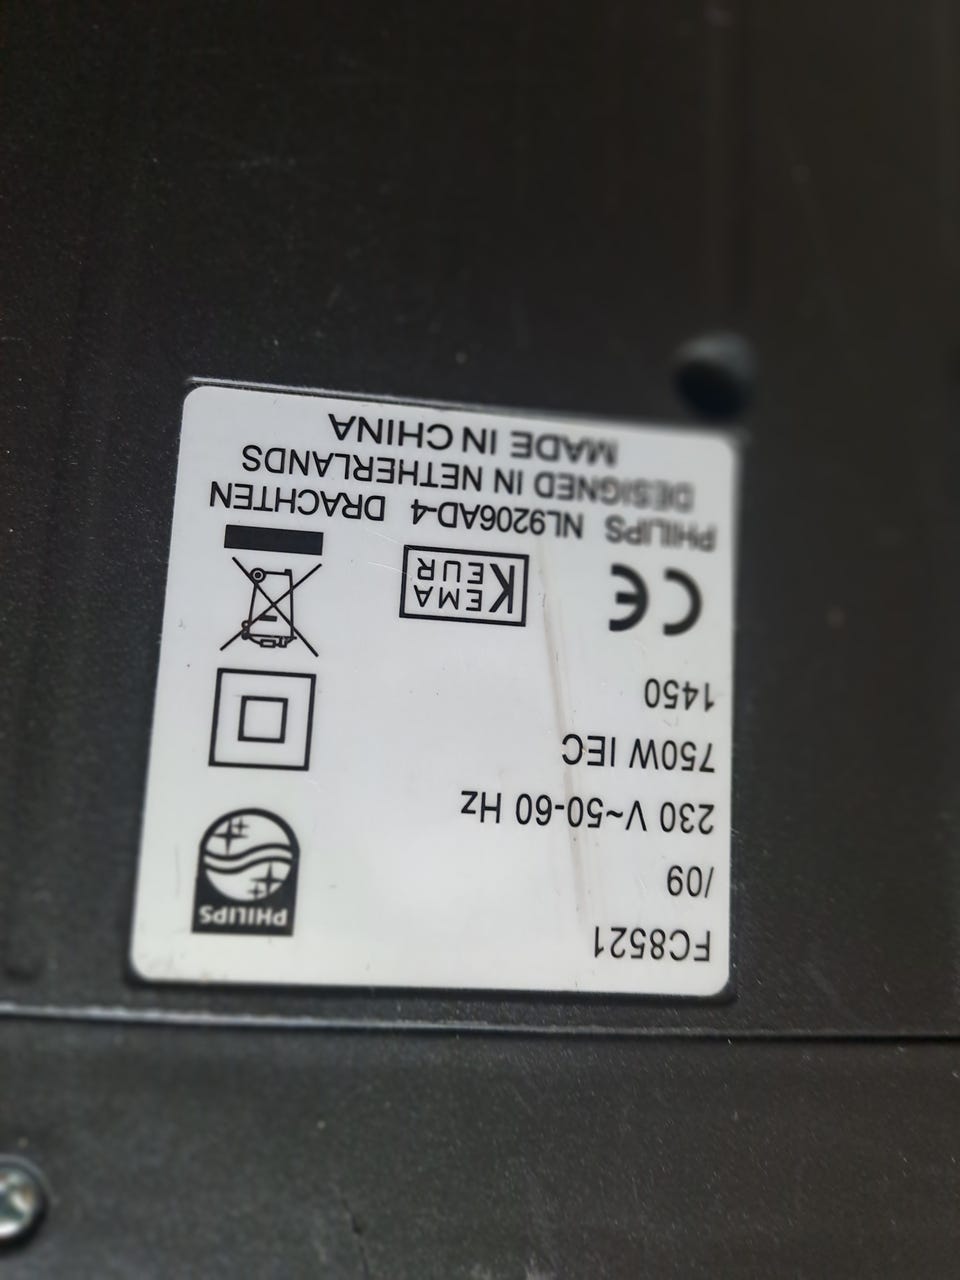 FC8521
/09
230 V~50-60 Hz
750W IEC
1450
PHILIPS
KEMA
KEUR
CE
PHILIPS NL9206AD-4 DRACHTEN
DESIGNED IN NETHERLANDS
MADE IN CHINA